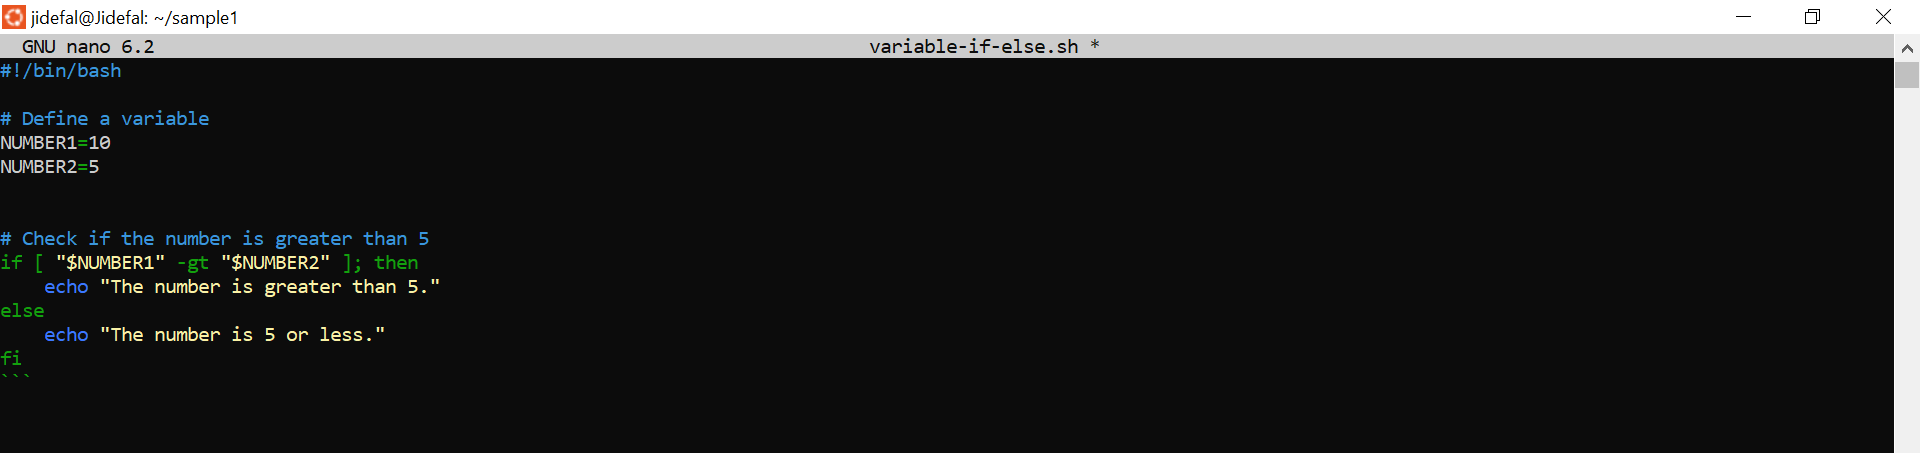 jidefal@Jidefal: ~/sample1
GNU nano 6.2 variable-if-else.sh *
#!/bin/bash
# Define a variable
NUMBER1=10
NUMBER2=5
# Check if the number is greater than 5
if [ "$NUMBER1" -gt "$NUMBER2" ]; then
    echo "The number is greater than 5."
else
    echo "The number is 5 or less."
fi
```